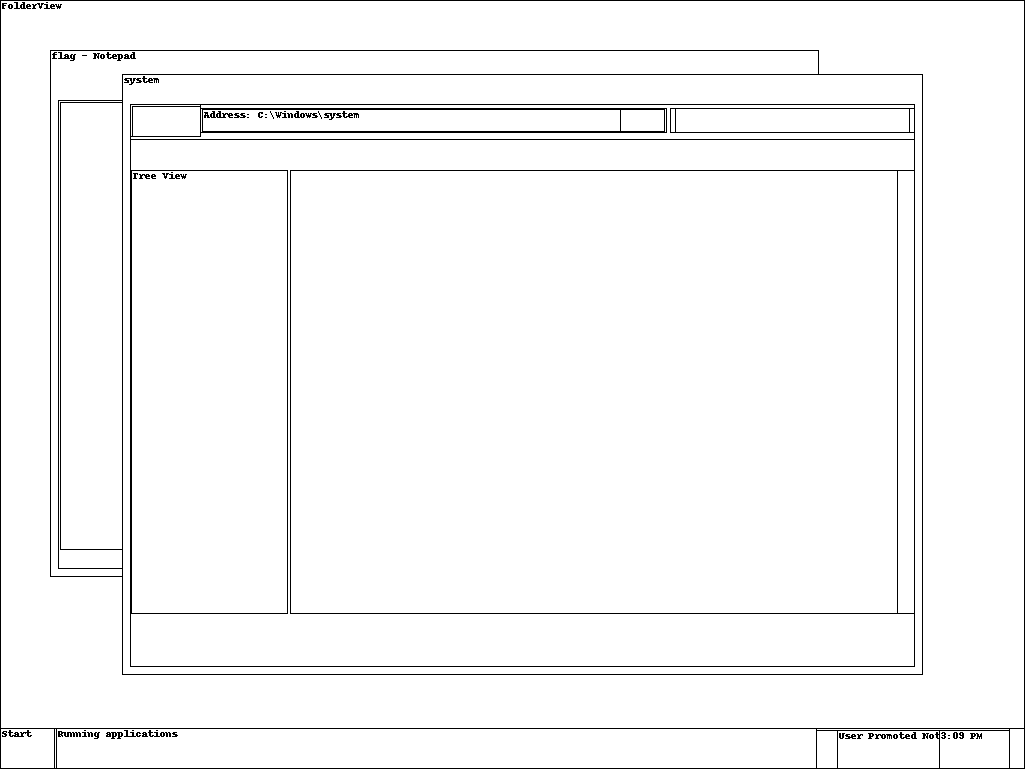 FolderView
flag - Notepad
system
Address: C:\Windows\system
Tree View
Start
Running applications
User Promoted Not
3:09 PM